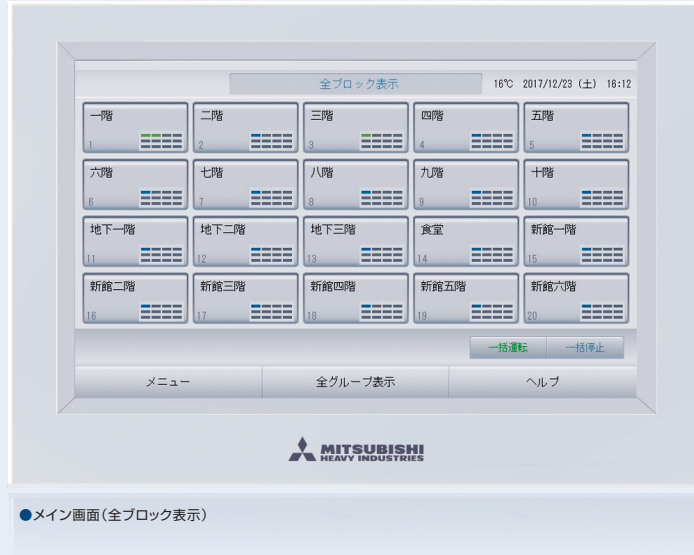 全ブロック表示 16℃ 2017/12/23 (土) 16:12
一階 二階 三階 四階 五階
1 2 3 4 5
六階 七階 八階 九階 十階
6 7 8 9 10
地下一階 地下二階 地下三階 食堂 新館一階
11 12 13 14 15
新館二階 新館三階 新館四階 新館五階 新館六階
16 17 18 19 20
一括運転 一括停止
メニュー 全グループ表示 ヘルプ
MITSUBISHI
HEAVY INDUSTRIES
●メイン画面(全ブロック表示)